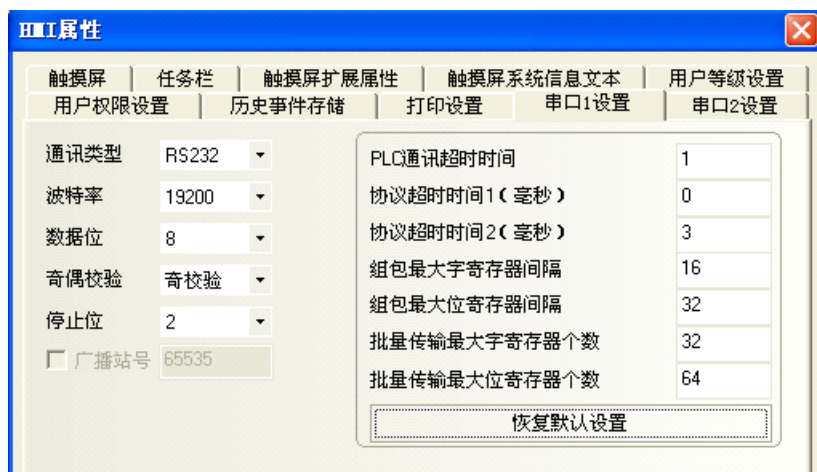 HMI属性
触摸屏 任务栏 触摸屏扩展属性 触摸屏系统信息文本 用户等级设置
用户权限设置 历史事件存储 打印设置 串口1设置 串口2设置
通讯类型 RS232 PLC通讯超时时间 1
波特率 19200 协议超时时间1(毫秒) 0
数据位 8 协议超时时间2(毫秒) 3
奇偶校验 奇校验 组包最大字寄存器间隔 16
停止位 2 组包最大位寄存器间隔 32
广播站号 65535 批量传输最大字寄存器个数 32
批量传输最大位寄存器个数 64
恢复默认设置